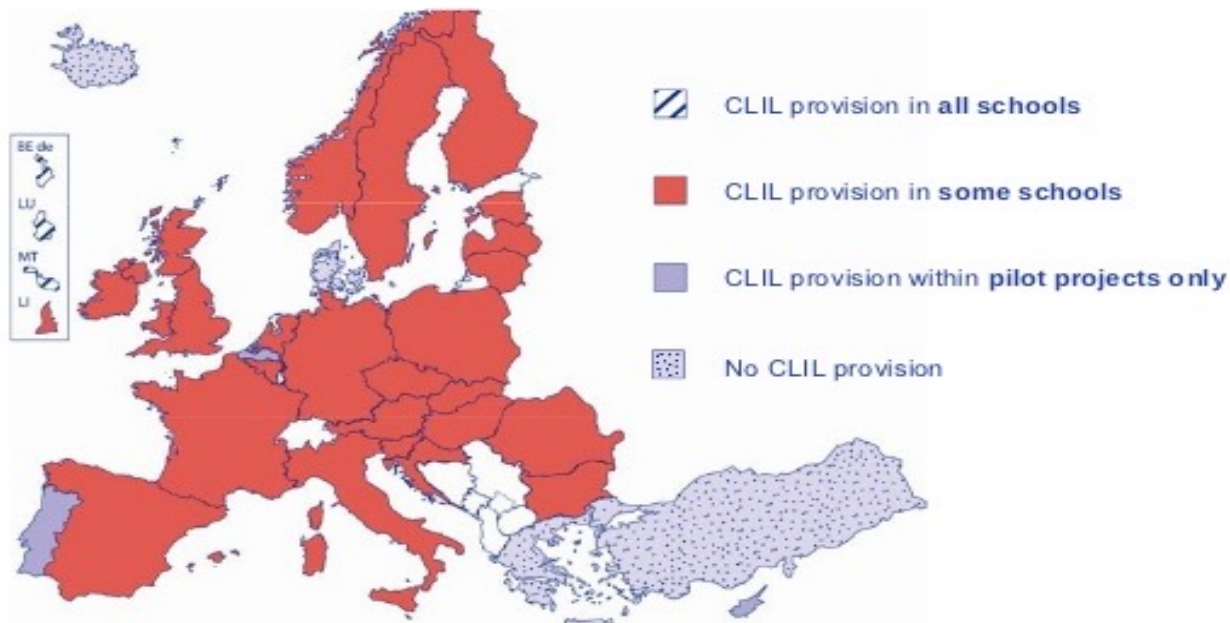 BE de
LU
MT
LI
CLIL provision in all schools
CLIL provision in some schools
CLIL provision within pilot projects only
No CLIL provision